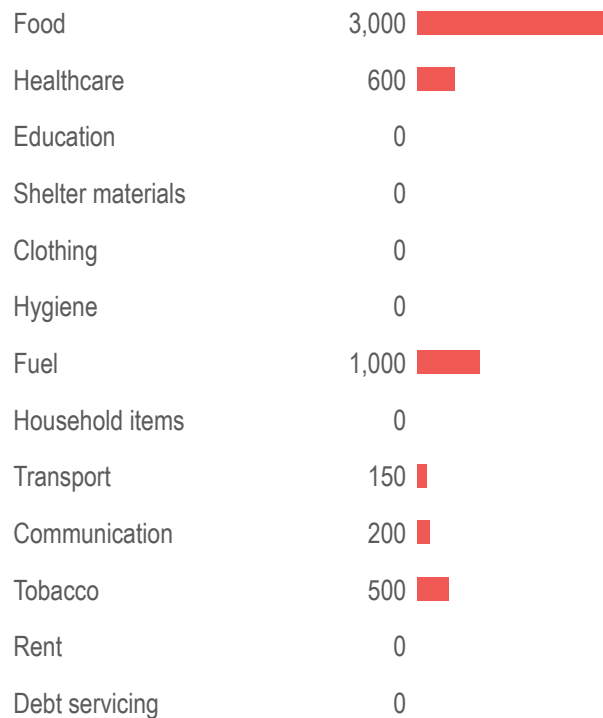 Food 3,000
Healthcare 600
Education 0
Shelter materials 0
Clothing 0
Hygiene 0
Fuel 1,000
Household items 0
Transport 150
Communication 200
Tobacco 500
Rent 0
Debt servicing 0